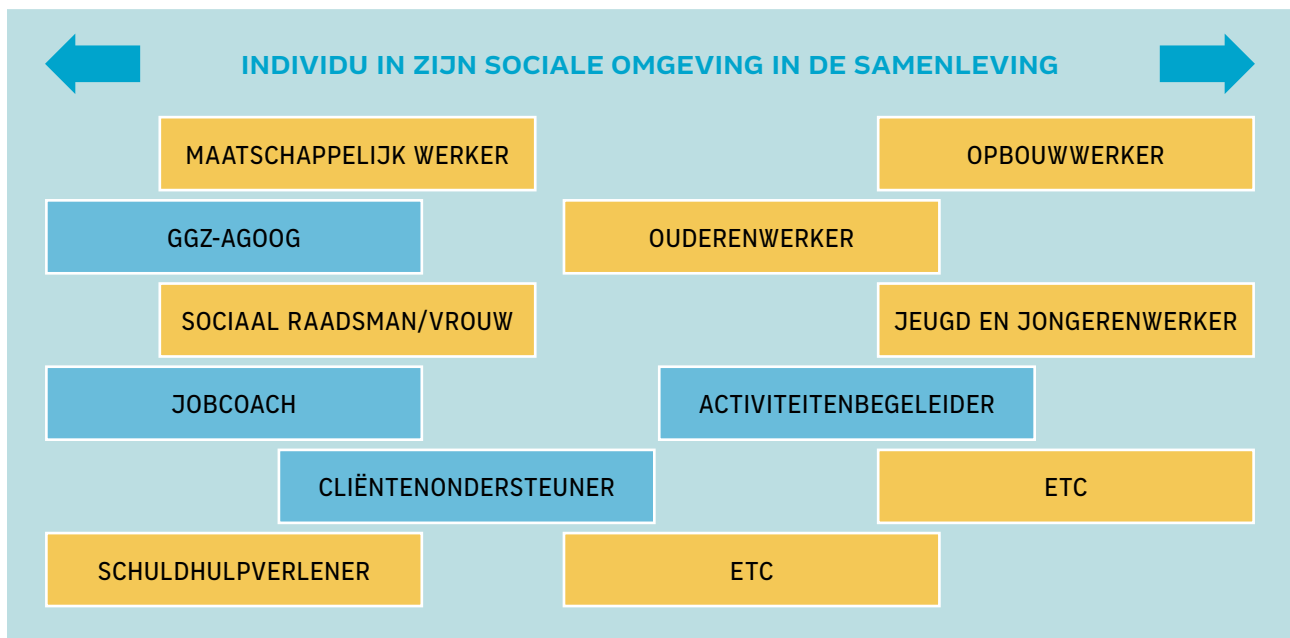 INDIVIDU IN ZIJN SOCIALE OMGEVING IN DE SAMENLEVING
MAATSCHAPPELIJK WERKER
OPBOUWWERKER
GGZ-AGOOG
OUDERENWERKER
SOCIAAL RAADSMAN/VROUW
JEUGD EN JONGERENWERKER
JOBCOACH
ACTIVITEITENBEGELEIDER
CLIËNTENONDERSTEUNER
ETC
SCHULDHULPVERLENER
ETC